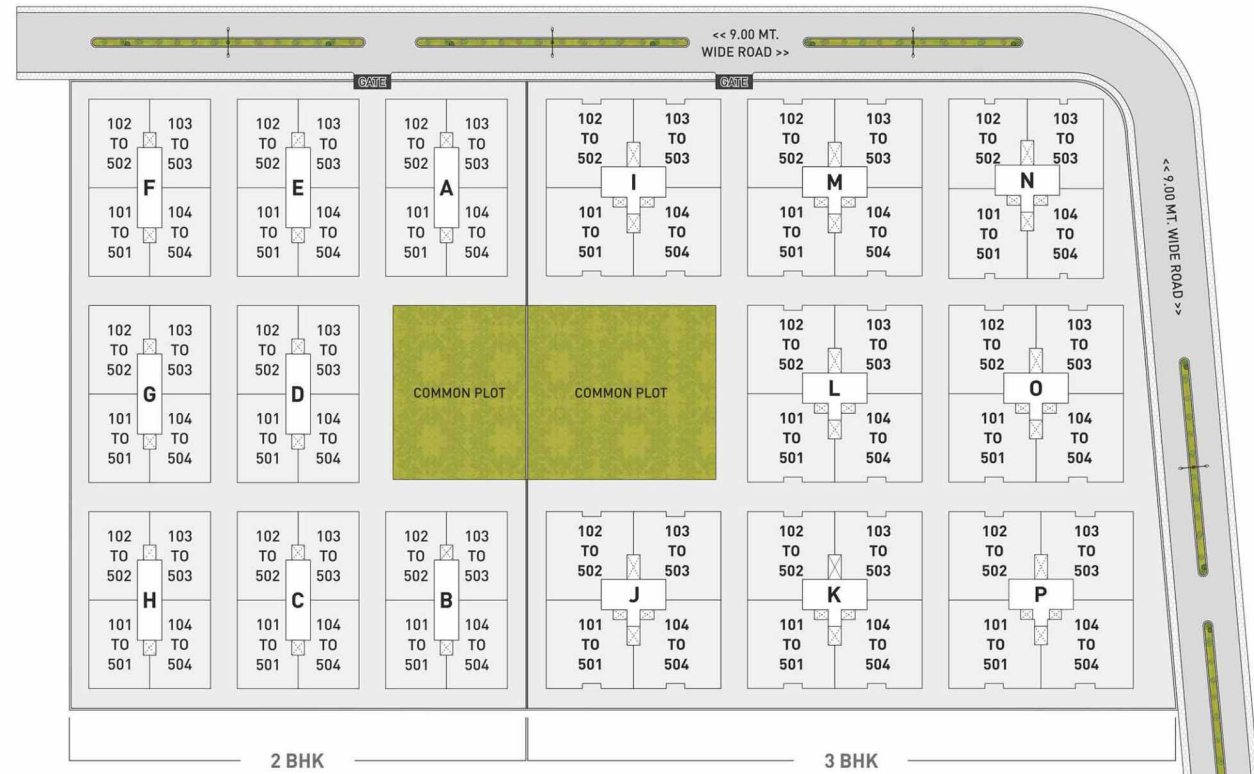 << 9.00 MT.
WIDE ROAD >>
GATE
GATE
102
TO
502
103
TO
503
F
101
TO
501
104
TO
504
102
TO
502
103
TO
503
E
101
TO
501
104
TO
504
102
TO
502
103
TO
503
A
101
TO
501
104
TO
504
102
TO
502
103
TO
503
I
101
TO
501
104
TO
504
102
TO
502
103
TO
503
M
101
TO
501
104
TO
504
102
TO
502
103
TO
503
N
101
TO
501
104
TO
504
<< 9.00 MT. WIDE ROAD >>
102
TO
502
103
TO
503
G
101
TO
501
104
TO
504
102
TO
502
103
TO
503
D
101
TO
501
104
TO
504
COMMON PLOT
COMMON PLOT
102
TO
502
103
TO
503
L
101
TO
501
104
TO
504
102
TO
502
103
TO
503
O
101
TO
501
104
TO
504
102
TO
502
103
TO
503
H
101
TO
501
104
TO
504
102
TO
502
103
TO
503
C
101
TO
501
104
TO
504
102
TO
502
103
TO
503
B
101
TO
501
104
TO
504
102
TO
502
103
TO
503
J
101
TO
501
104
TO
504
102
TO
502
103
TO
503
K
101
TO
501
104
TO
504
102
TO
502
103
TO
503
P
101
TO
501
104
TO
504
2 BHK
3 BHK